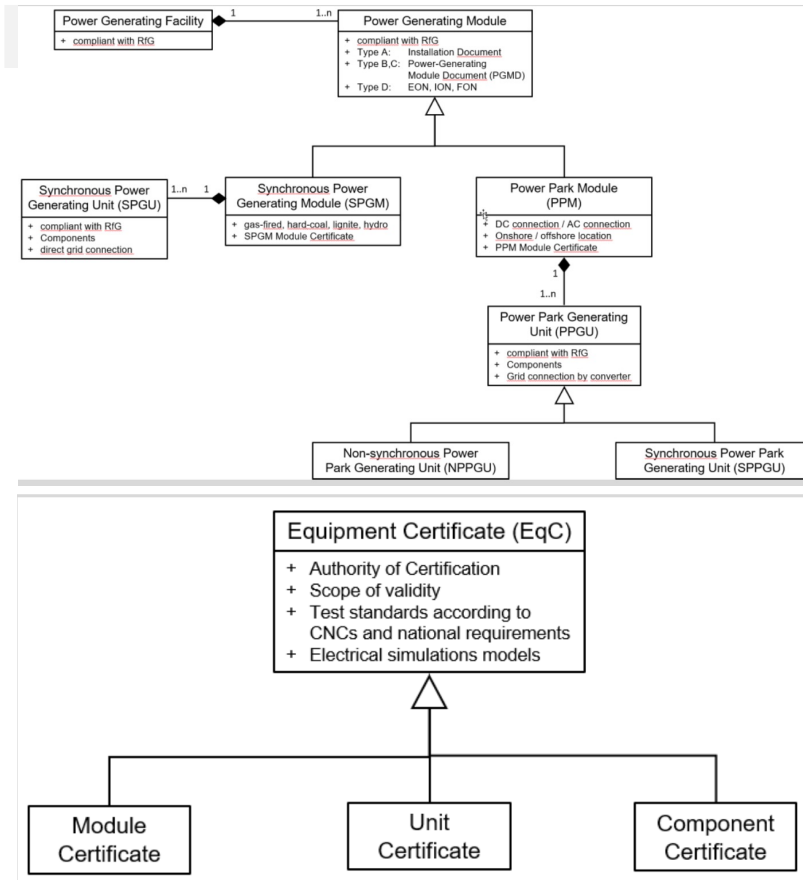 Power Generating Facility
+ compliant with RfG
1
1..n
Power Generating Module
+ compliant with RfG
+ Type A: Installation Document
+ Type B,C: Power-Generating
Module Document (PGMD)
+ Type D: EON, ION, FON
Synchronous Power
Generating Unit (SPGU)
+ compliant with RfG
+ Components
+ direct grid connection
1..n
1
Synchronous Power
Generating Module (SPGM)
+ gas-fired, hard-coal, lignite, hydro
+ SPGM Module Certificate
Power Park Module
(PPM)
+ DC connection / AC connection
+ Onshore / offshore location
+ PPM Module Certificate
1
1..n
Power Park Generating
Unit (PPGU)
+ compliant with RfG
+ Components
+ Grid connection by converter
Non-synchronous Power
Park Generating Unit (NPPGU)
Synchronous Power Park
Generating Unit (SPPGU)
Equipment Certificate (EqC)
+ Authority of Certification
+ Scope of validity
+ Test standards according to
CNCs and national requirements
+ Electrical simulations models
Module
Certificate
Unit
Certificate
Component
Certificate